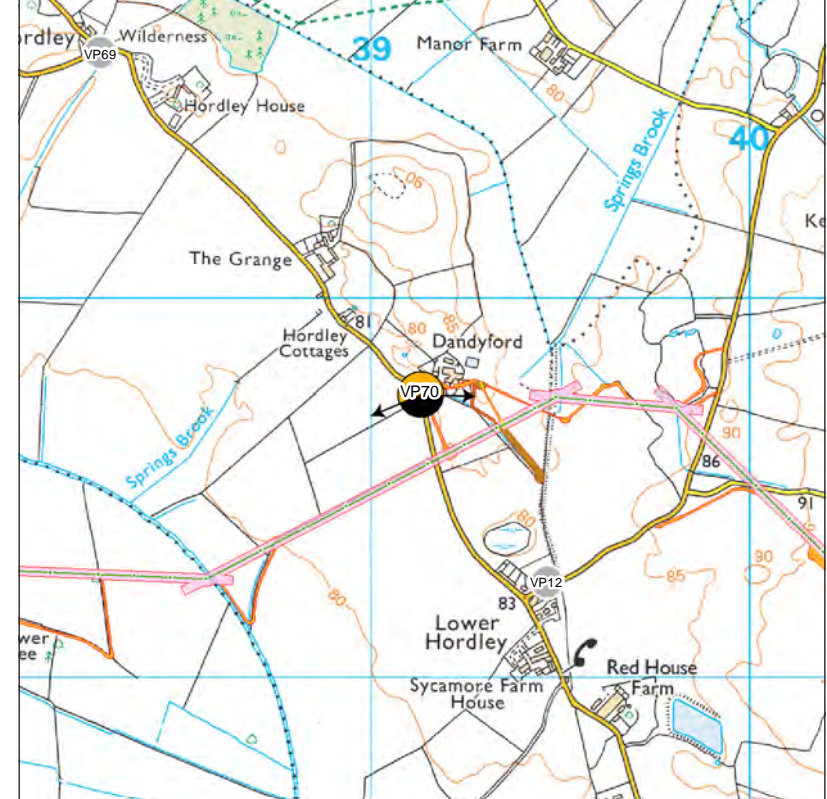 ordley
Wilderness
VP69
39
Manor Farm
80
Hordley House
Springs Brook
40
90
Ke
The Grange
81
80
85
Hordley
Cottages
Dandyford
VP70
Springs Brook
90
86
91
80
VP12
90
85
80
83
Lower
Hordley
wer
ee
Red House
Farm
Sycamore Farm
House